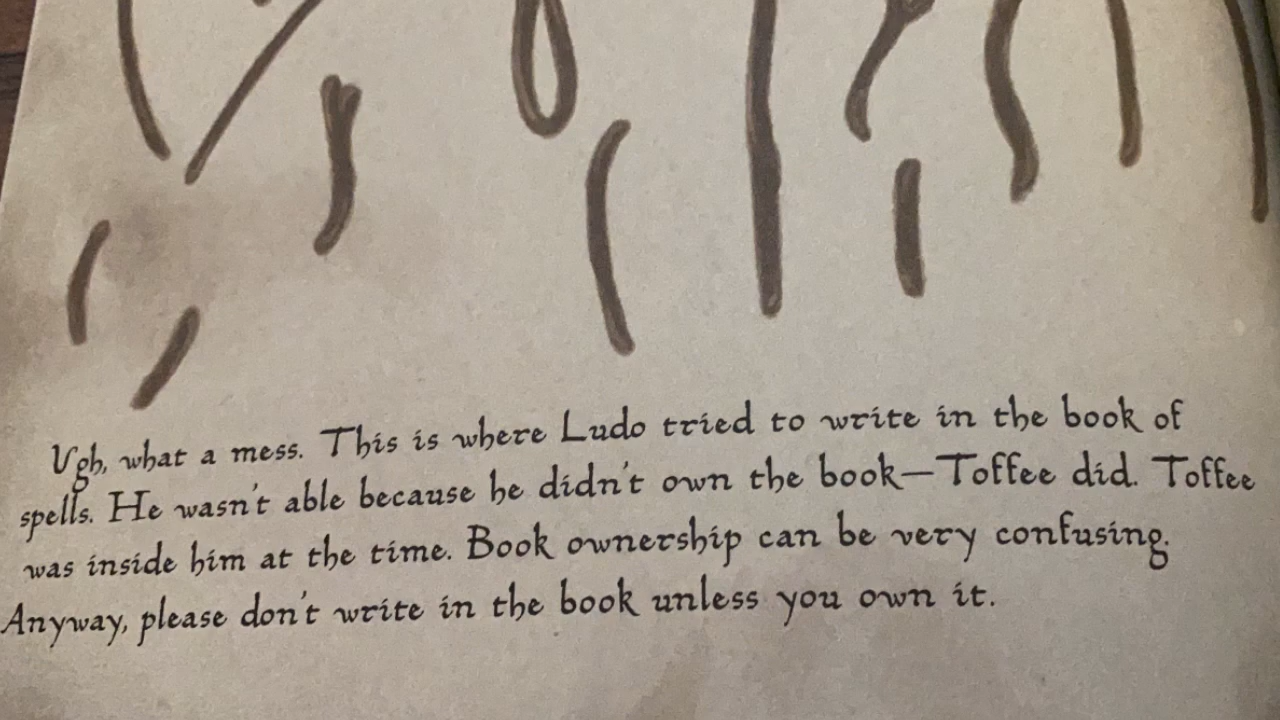 Ugh, what a mess. This is where Ludo tried to write in the book of
spells. He wasn't able because he didn't own the book—Toffee did. Toffee
was inside him at the time. Book ownership can be very confusing.
Anyway, please don't write in the book unless you own it.